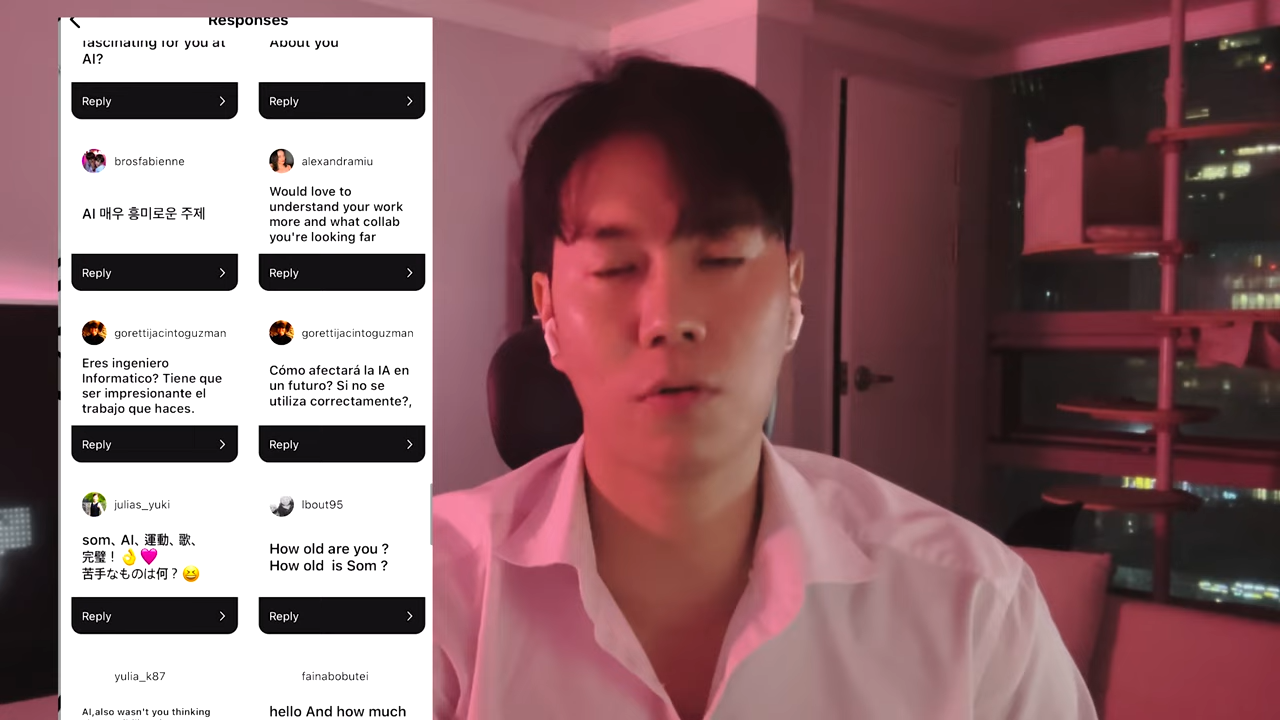 Responses
fascinating for you at
AI?
Reply
About you
Reply
brosfabienne
AI 매우 흥미로운 주제
Reply
alexandramiu
Would love to
understand your work
more and what collab
you're looking far
Reply
gorettijacintoguzman
Eres ingeniero
Informatico? Tiene que
ser impresionante el
trabajo que haces.
Reply
gorettijacintoguzman
Cómo afectará la IA en
un futuro? Si no se
utiliza correctamente?,
Reply
julias_yuki
som、AI、運動、歌、
完璧！👌💗
苦手なものは何？😆
Reply
lbout95
How old are you ?
How old is Som ?
Reply
yulia_k87
AI,also wasn't you thinking
fainabobutei
hello And how much